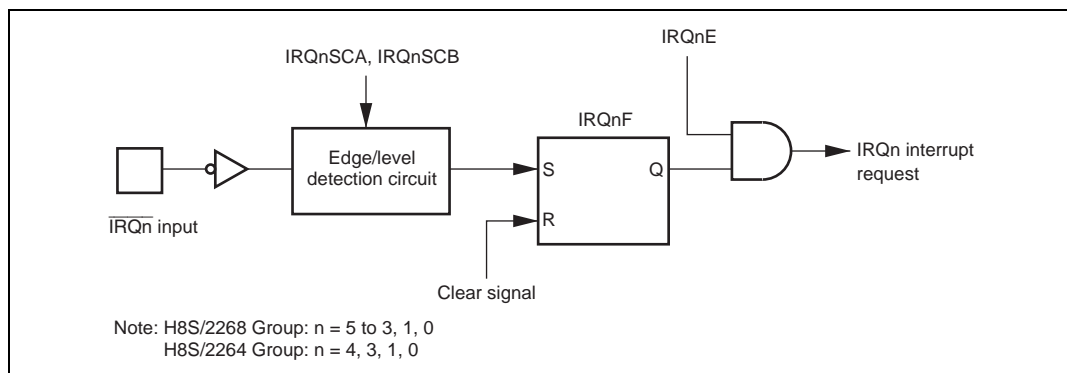 IRQnE
IRQnSCA, IRQnSCB
IRQnF
Edge/level
detection circuit
S
Q
IRQn interrupt
request
R
IRQn input
Clear signal
Note: H8S/2268 Group: n = 5 to 3, 1, 0
H8S/2264 Group: n = 4, 3, 1, 0